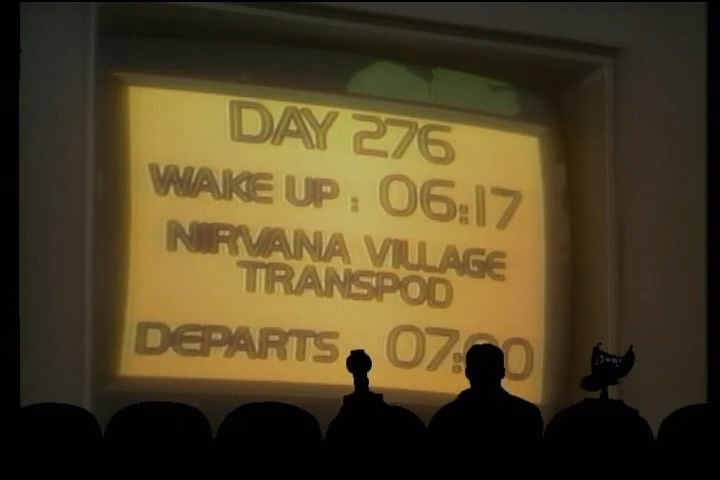 DAY 276
WAKE UP : 06:17
NIRVANA VILLAGE
TRANSPOD
DEPARTS 07:00